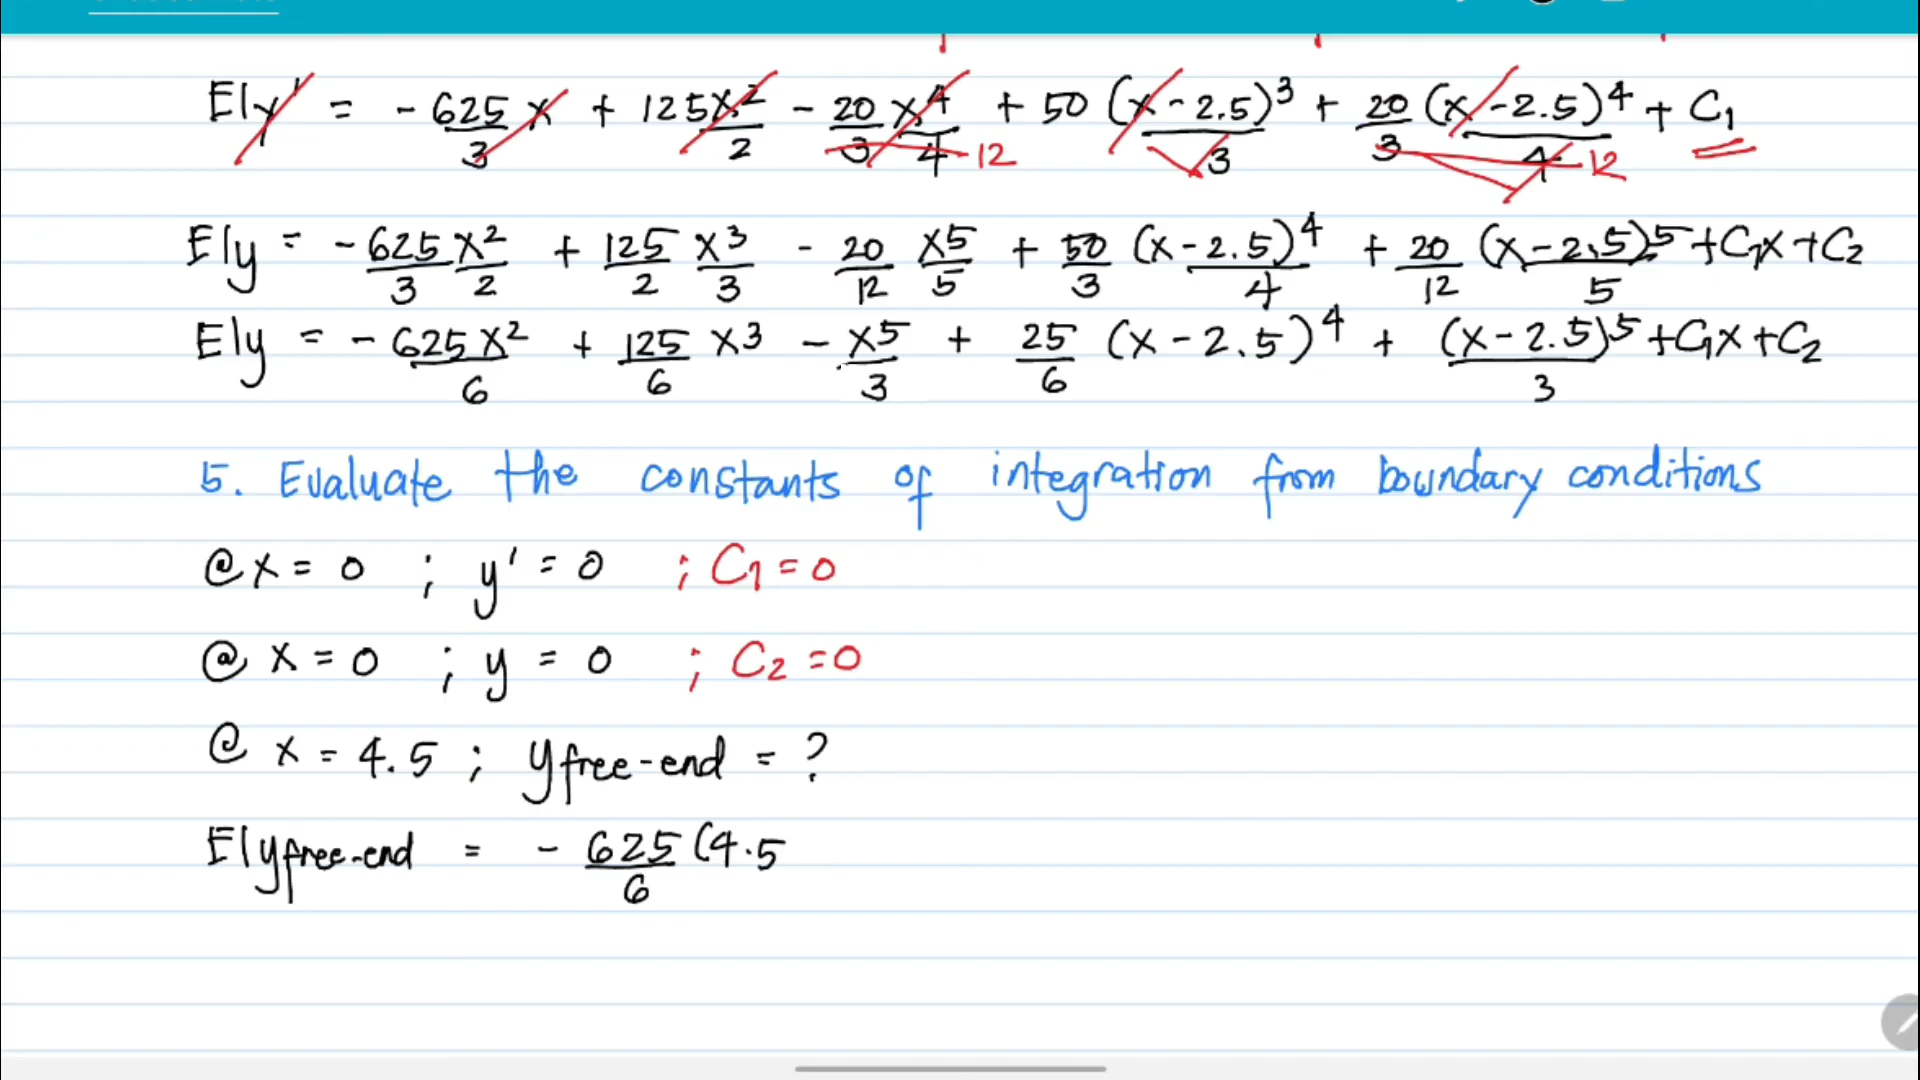 EIy' = - 625/3 x + 125x²/2 - 20/3 x⁴/4 12 + 50 (x-2.5)³/3 + 20/3 (x-2.5)⁴/4 12 + C₁
EIy = - 625/3 x²/2 + 125/2 x³/3 - 20/12 x⁵/5 + 50/3 (x-2.5)⁴/4 + 20/12 (x-2.5)⁵/5 + C₁x + C₂
EIy = - 625x²/6 + 125/6 x³ - x⁵/3 + 25/6 (x-2.5)⁴ + (x-2.5)⁵/3 + C₁x + C₂
5. Evaluate the constants of integration from boundary conditions
@ x = 0 ; y' = 0 ; C₁ = 0
@ x = 0 ; y = 0 ; C₂ = 0
@ x = 4.5 ; y free-end = ?
EIy free-end = - 625/6 (4.5